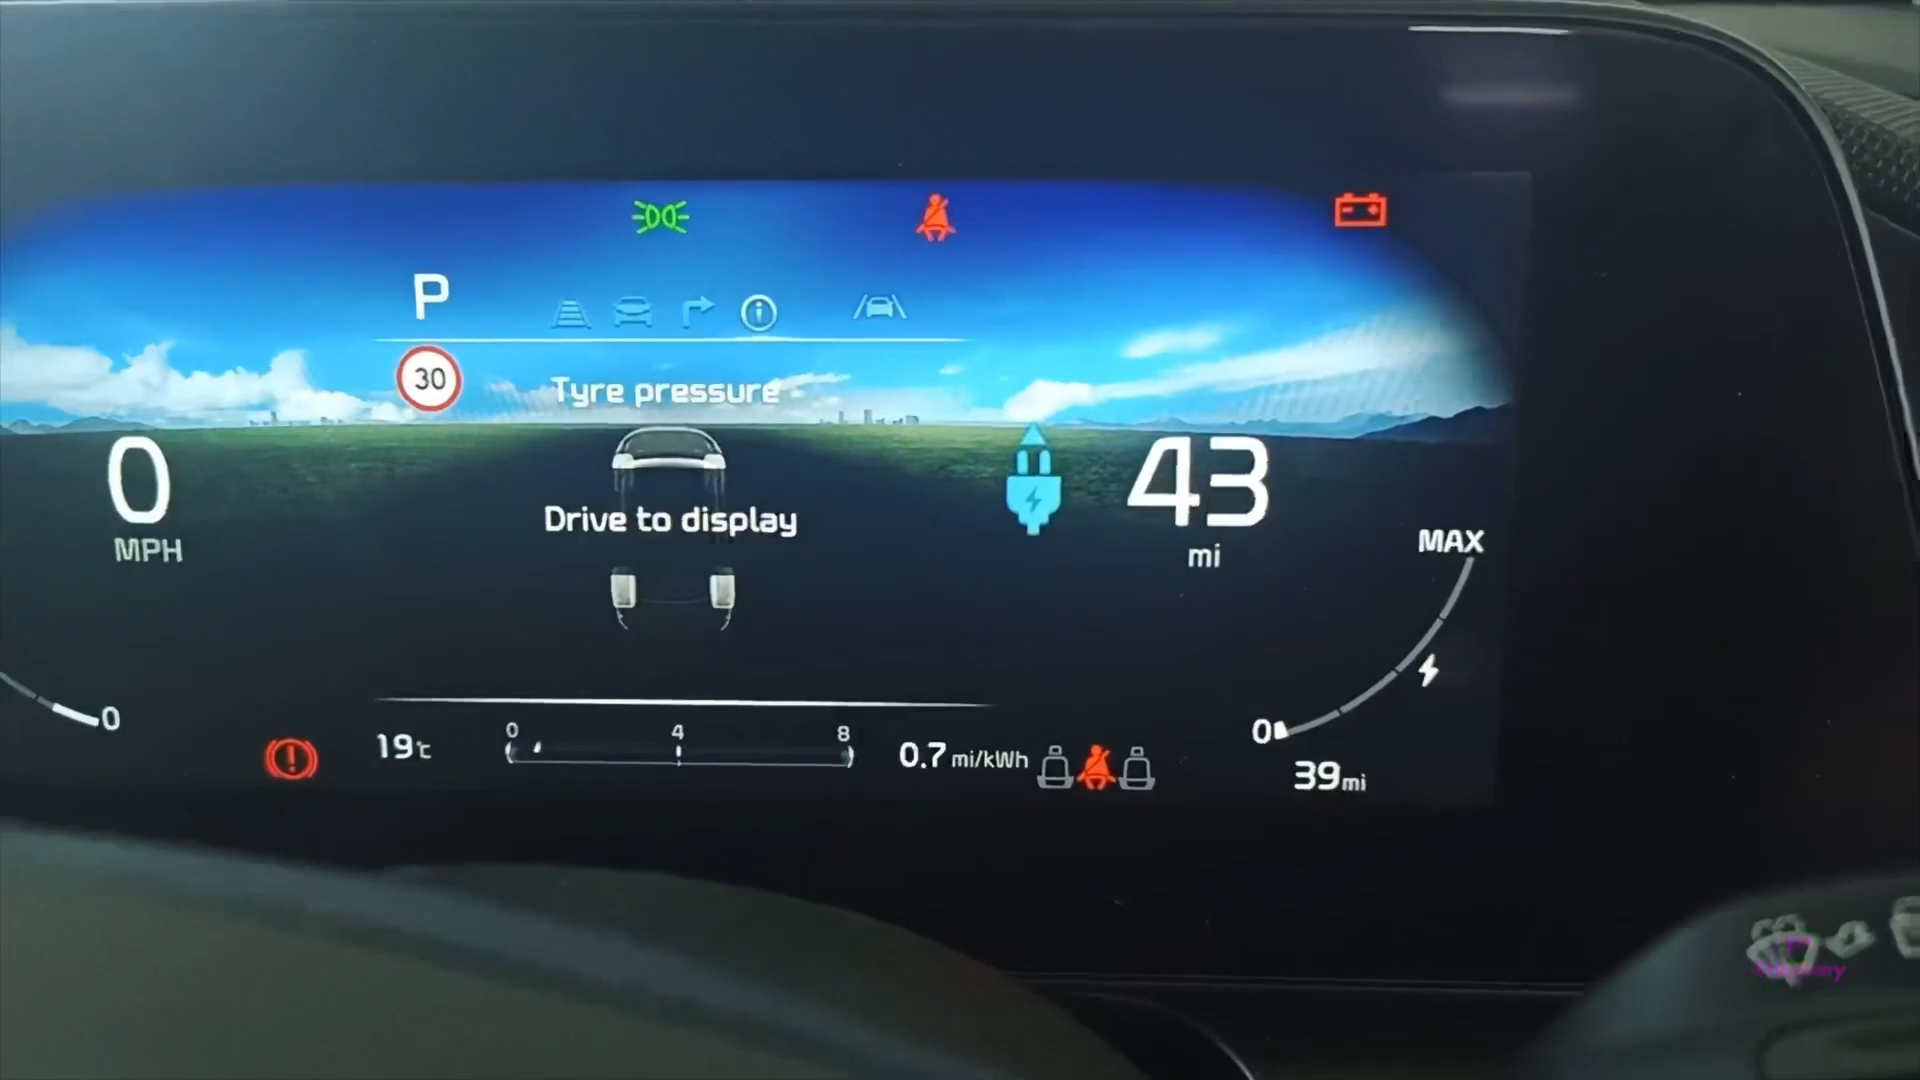 P
30
Tyre pressure
0
MPH
Drive to display
43
mi
MAX
0
19°c
0 4 8
0.7 mi/kWh
0
39mi